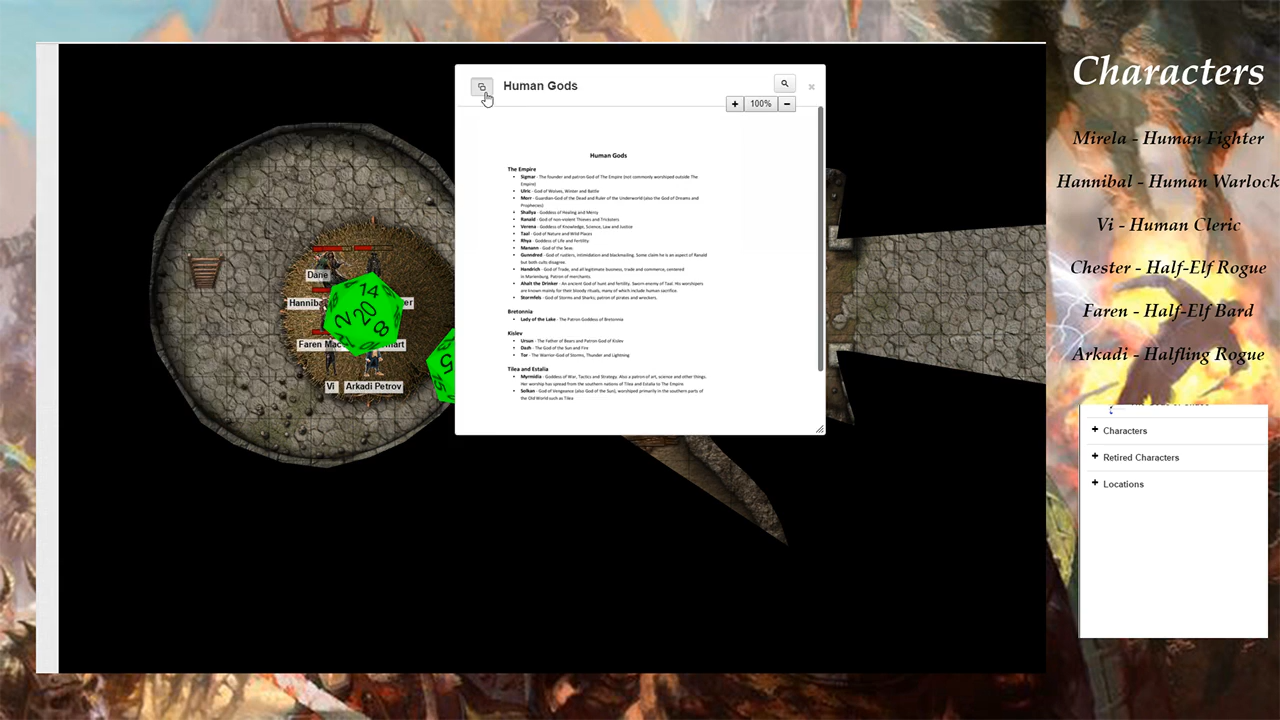 Characters
Mirela - Human Fighter
Hannibal - Human
Vi - Human Cleric
Chester - Half-Elf Rogue
Faren - Half-Elf Bard
Arkadi - Halfling Rogue
Human Gods
100%
Human Gods
The Empire
Sigmar - The founder and patron God of The Empire (not commonly worshiped outside The
Empire)
Ulric - God of Wolves, Winter and Battle
Morr - Guardian-God of the Dead and Ruler of the Underworld (also the God of Dreams and
Prophecies)
Shallya - Goddess of Healing and Mercy
Ranald - God of non-violent Thieves and Tricksters
Verena - Goddess of Knowledge, Science, Law and Justice
Taal - God of Nature and Wild Places
Rhya - Goddess of Life and Fertility.
Manann - God of the Seas
Gunndred - God of rustlers, intimidation and blackmailing. Some claim he is an aspect of Ranald
but both cults disagree.
Handrich - God of Trade, and all legitimate business, trade and commerce, centered
in Marienburg. Patron of merchants.
Ahalt the Drinker - An ancient God of hunt and fertility. Sworn enemy of Taal. His worshipers
are known mainly for their bloody rituals, many of which include human sacrifice.
Stormfels - God of Storms and Sharks, patron of pirates and wreckers.
Bretonnia
Lady of the Lake - The Patron Goddess of Bretonnia
Kislev
Ursun - The Father of Bears and Patron God of Kislev
Dazh - The God of the Sun and Fire
Tor - The Warrior-God of Storms, Thunder and Lightning
Tilea and Estalia
Myrmidia - Goddess of War, Tactics and Strategy. Also a patron of art, science and other things.
Her worship has spread from the southern nations of Tilea and Estalia to The Empire.
Solkan - God of Vengeance (also God of the Sun), worshiped primarily in the southern parts of
the Old World such as Tilea
Dane
14
20
2
8
5
Faren
Vi
Arkadi Petrov
Characters
Retired Characters
Locations